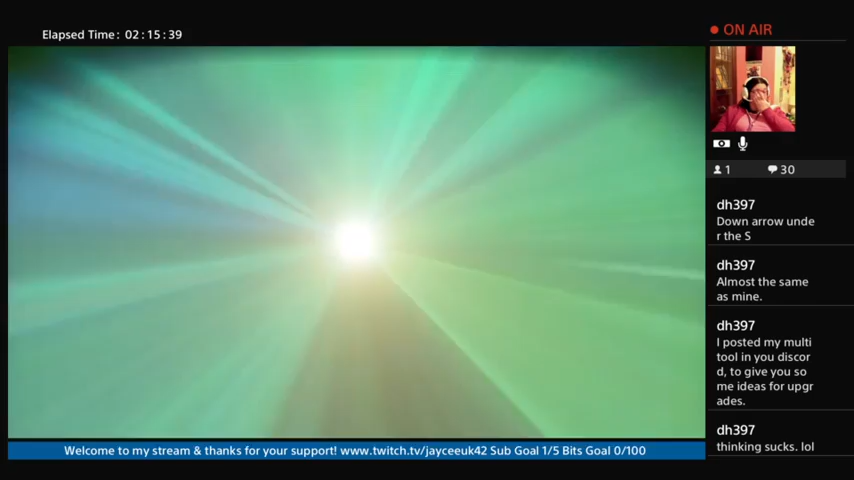 Elapsed Time: 02:15:39
ON AIR
1 30
dh397
Down arrow unde
r the S
dh397
Almost the same
as mine.
dh397
I posted my multi
tool in you discor
d, to give you so
me ideas for upgr
ades.
dh397
thinking sucks. lol
Welcome to my stream & thanks for your support! www.twitch.tv/jayceeuk42 Sub Goal 1/5 Bits Goal 0/100